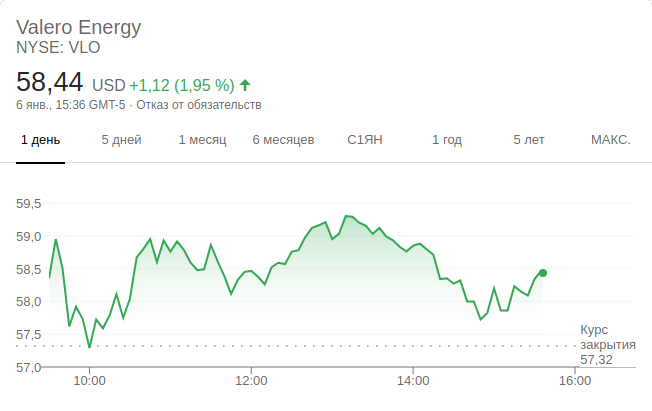 Valero Energy
NYSE: VLO
58,44 USD +1,12 (1,95 %)
6 янв., 15:36 GMT-5 · Отказ от обязательств
1 день 5 дней 1 месяц 6 месяцев С1ЯН 1 год 5 лет МАКС.
59,5
59,0
58,5
58,0
57,5
57,0
Курс
закрытия
57,32
10:00 12:00 14:00 16:00